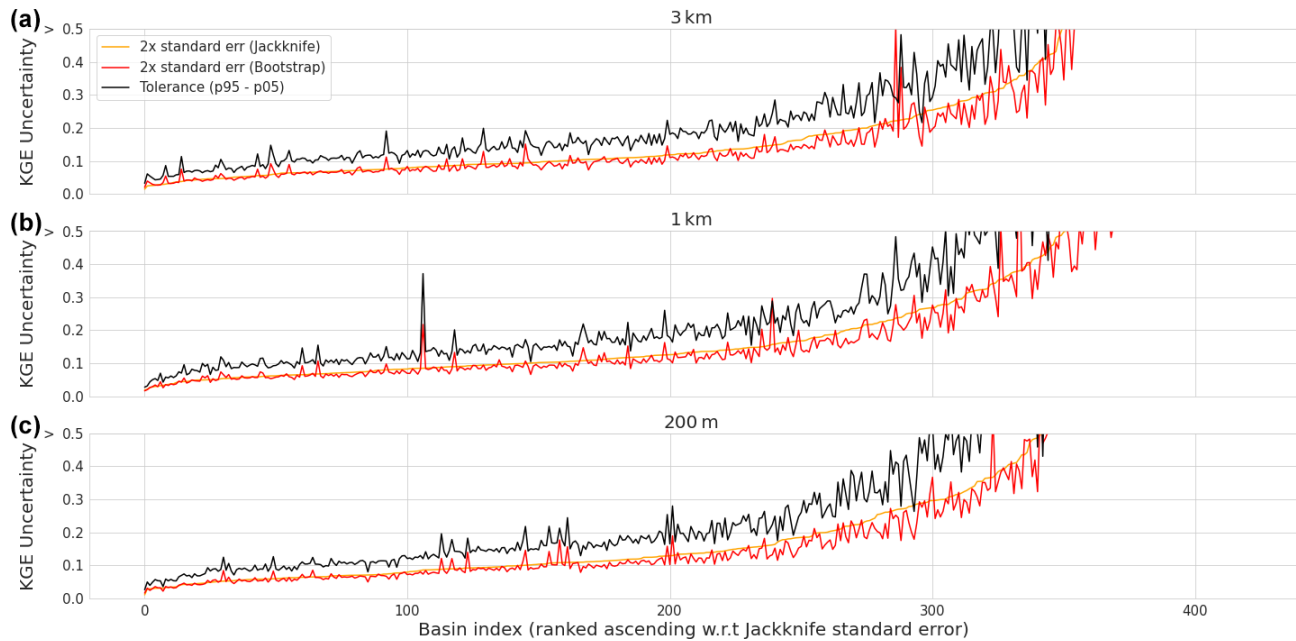 (a)
3 km
KGE Uncertainty
> 0.5
0.4
0.3
0.2
0.1
0.0
2x standard err (Jackknife)
2x standard err (Bootstrap)
Tolerance (p95 - p05)
(b)
1 km
KGE Uncertainty
> 0.5
0.4
0.3
0.2
0.1
0.0
(c)
200 m
KGE Uncertainty
> 0.5
0.4
0.3
0.2
0.1
0.0
0 100 200 300 400
Basin index (ranked ascending w.r.t Jackknife standard error)